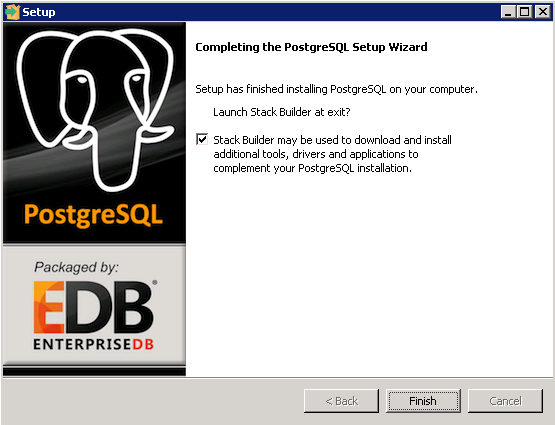 Setup
Completing the PostgreSQL Setup Wizard
Setup has finished installing PostgreSQL on your computer.
Launch Stack Builder at exit?
Stack Builder may be used to download and install
additional tools, drivers and applications to
complement your PostgreSQL installation.
PostgreSQL
Packaged by:
EDB
ENTERPRISEDB
< Back
Finish
Cancel